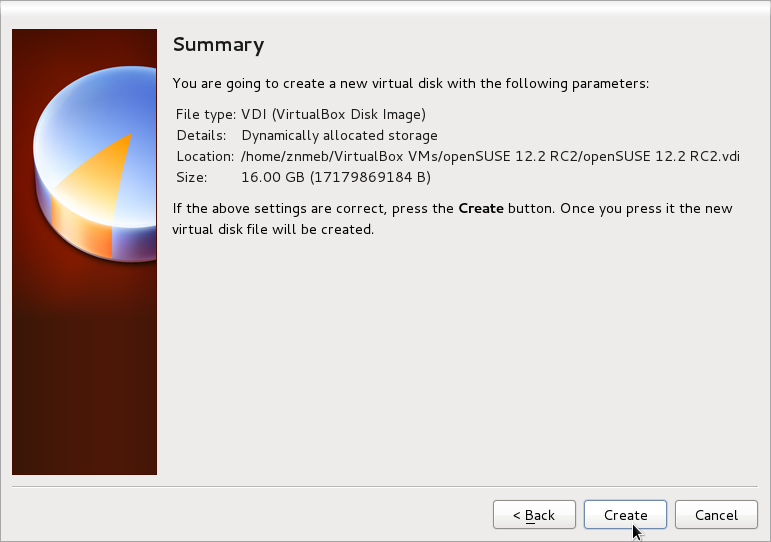 Summary
You are going to create a new virtual disk with the following parameters:
File type: VDI (VirtualBox Disk Image)
Details: Dynamically allocated storage
Location: /home/znmeb/VirtualBox VMs/openSUSE 12.2 RC2/openSUSE 12.2 RC2.vdi
Size: 16.00 GB (17179869184 B)
If the above settings are correct, press the Create button. Once you press it the new
virtual disk file will be created.
< Back Create Cancel